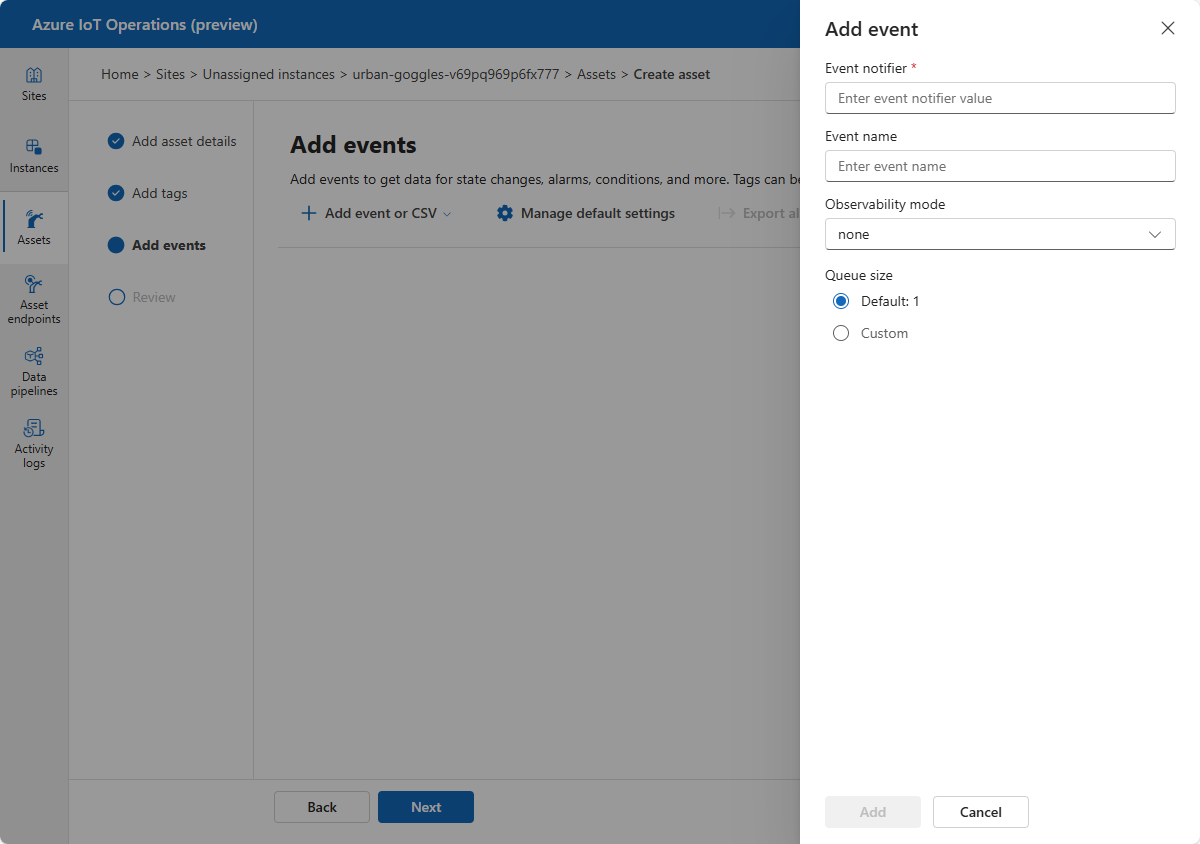 Azure IoT Operations (preview)
Sites
Instances
Assets
Asset
endpoints
Data
pipelines
Activity
logs
Home > Sites > Unassigned instances > urban-goggles-v69pq969p6fx777 > Assets > Create asset
Add asset details
Add tags
Add events
Review
Add events
Add events to get data for state changes, alarms, conditions, and more. Tags can be
Add event or CSV
Manage default settings
Export al
Back
Next
Add event
Event notifier *
Enter event notifier value
Event name
Enter event name
Observability mode
none
Queue size
Default: 1
Custom
Add
Cancel